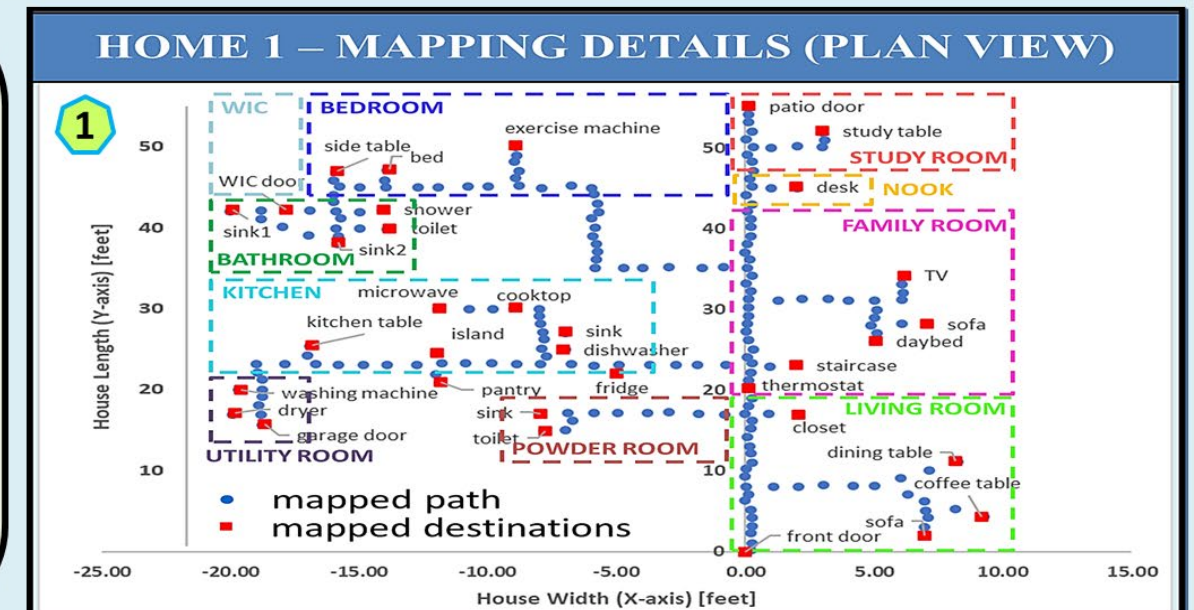 HOME 1 – MAPPING DETAILS (PLAN VIEW)
1
WIC
BEDROOM
patio door
exercise machine
study table
side table
bed
50
50
STUDY ROOM
WIC door
desk
NOOK
shower
sink1
toilet
40
40
FAMILY ROOM
sink2
BATHROOM
TV
KITCHEN
microwave
cooktop
30
30
kitchen table
island
sink
sofa
dishwasher
daybed
staircase
20
washing machine
pantry
fridge
20
thermostat
dryer
sink
LIVING ROOM
garage door
toilet
closet
UTILITY ROOM
POWDER ROOM
dining table
10
10
coffee table
mapped path
mapped destinations
sofa
front door
0
-25.00
-20.00
-15.00
-10.00
-5.00
0.00
5.00
10.00
15.00
House Width (X-axis) [feet]
House Length (Y-axis) [feet]